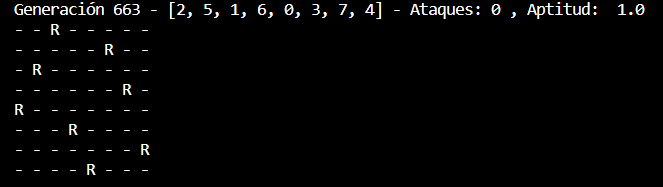 Generación 663 - [2, 5, 1, 6, 0, 3, 7, 4] - Ataques: 0 , Aptitud:  1.0
- - R - - - - -
- - - - - R - -
- R - - - - - -
- - - - - - R -
R - - - - - - -
- - - R - - - -
- - - - - - - R
- - - - R - - -